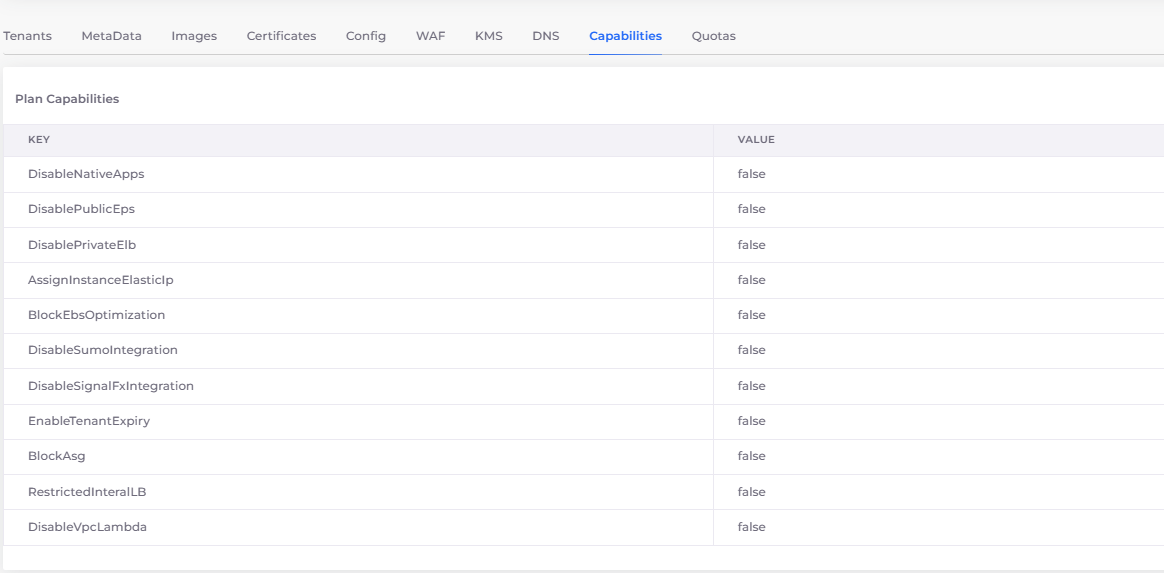 Tenants MetaData Images Certificates Config WAF KMS DNS Capabilities Quotas
Plan Capabilities
KEY VALUE
DisableNativeApps false
DisablePublicEps false
DisablePrivateElb false
AssignInstanceElasticIp false
BlockEbsOptimization false
DisableSumoIntegration false
DisableSignalFxIntegration false
EnableTenantExpiry false
BlockAsg false
RestrictedInteralLB false
DisableVpcLambda false